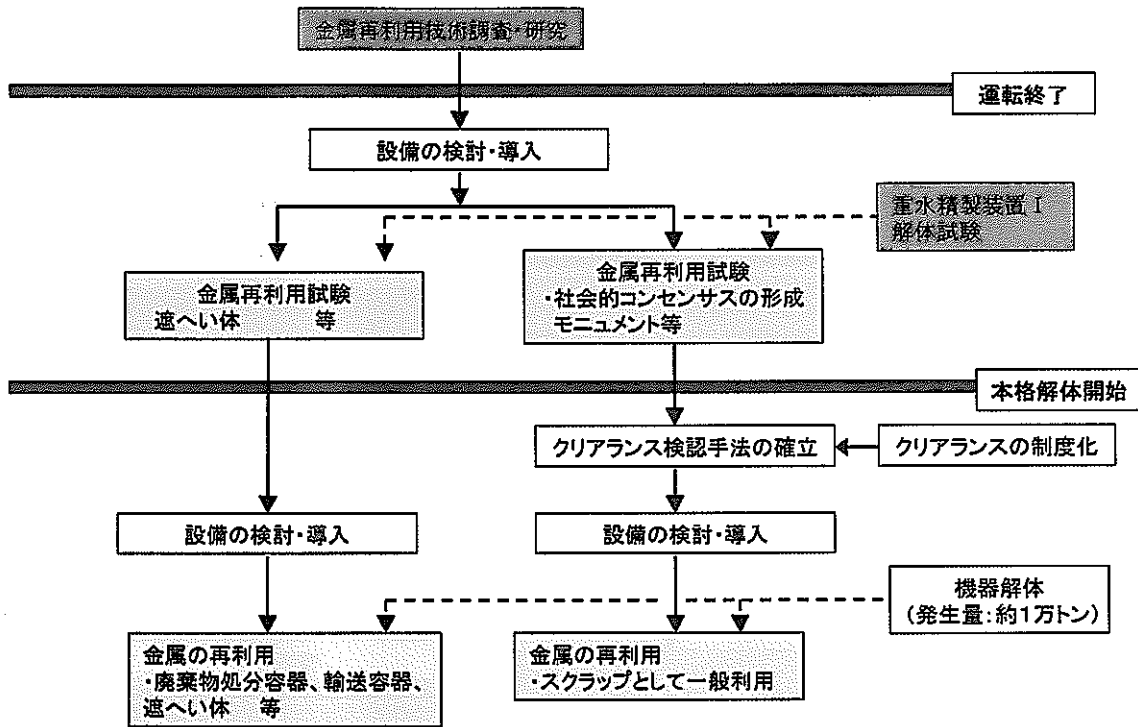 金属再利用技術調査・研究
運転終了
設備の検討・導入
重水精製装置Ⅰ
解体試験
金属再利用試験
遮へい体　　　等
金属再利用試験
・社会的コンセンサスの形成
モニュメント等
本格解体開始
クリアランス検認手法の確立
クリアランスの制度化
設備の検討・導入
設備の検討・導入
機器解体
(発生量:約1万トン)
金属の再利用
・廃棄物処分容器、輸送容器、
遮へい体　等
金属の再利用
・スクラップとして一般利用